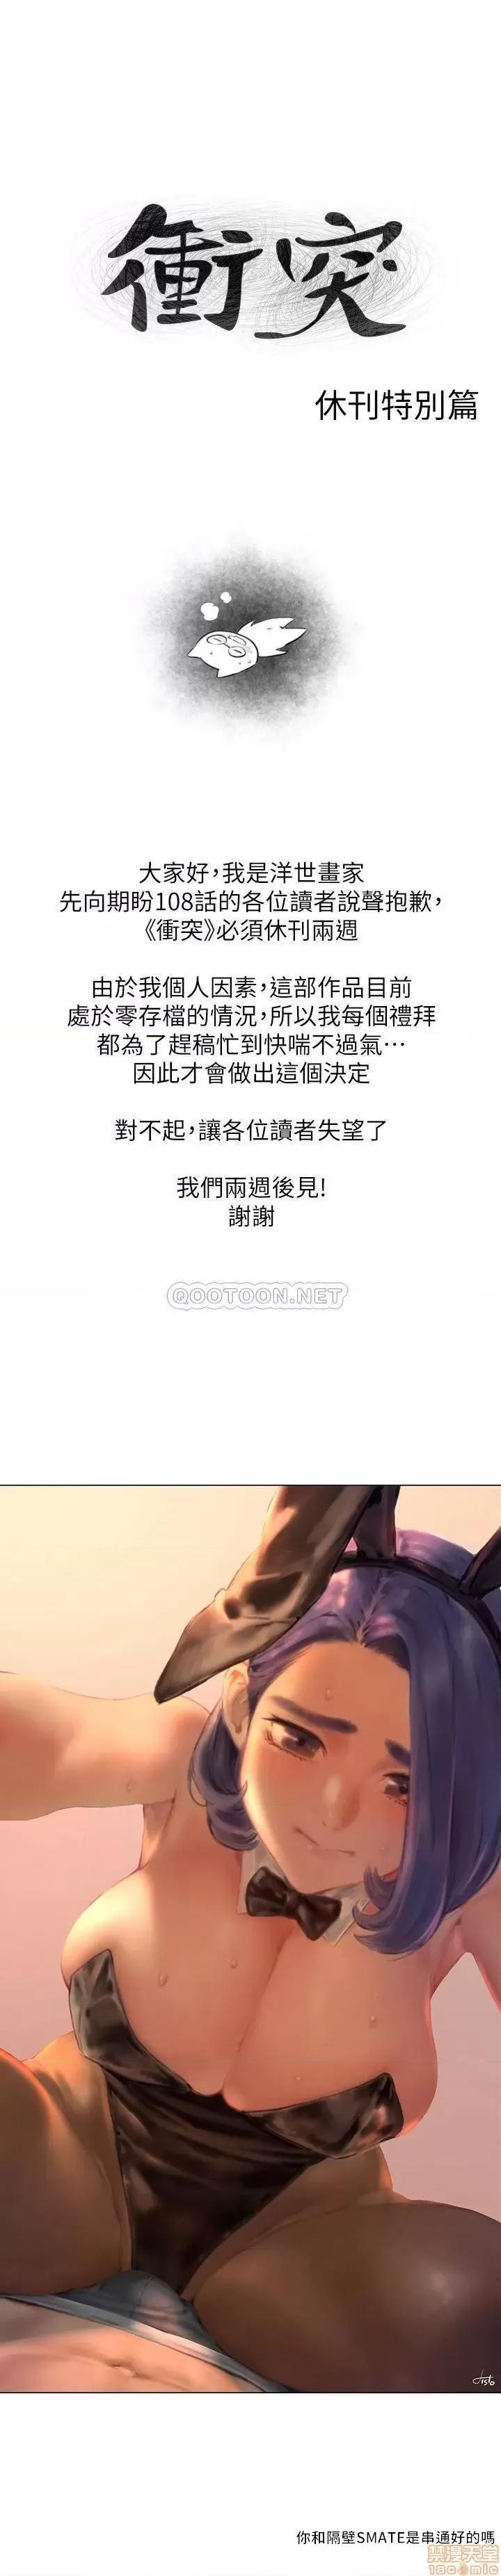 衝突
休刊特別篇
大家好，我是洋世畫家
先向期盼108話的各位讀者說聲抱歉，
《衝突》必須休刊兩週
由於我個人因素，這部作品目前
處於零存檔的情況，所以我每個禮拜
都為了趕稿忙到快喘不過氣…
因此才會做出這個決定
對不起，讓各位讀者失望了
我們兩週後見!
謝謝
QOOTOON.NET
你和隔壁SMATE是串通好的嗎
禁漫天堂
18comic